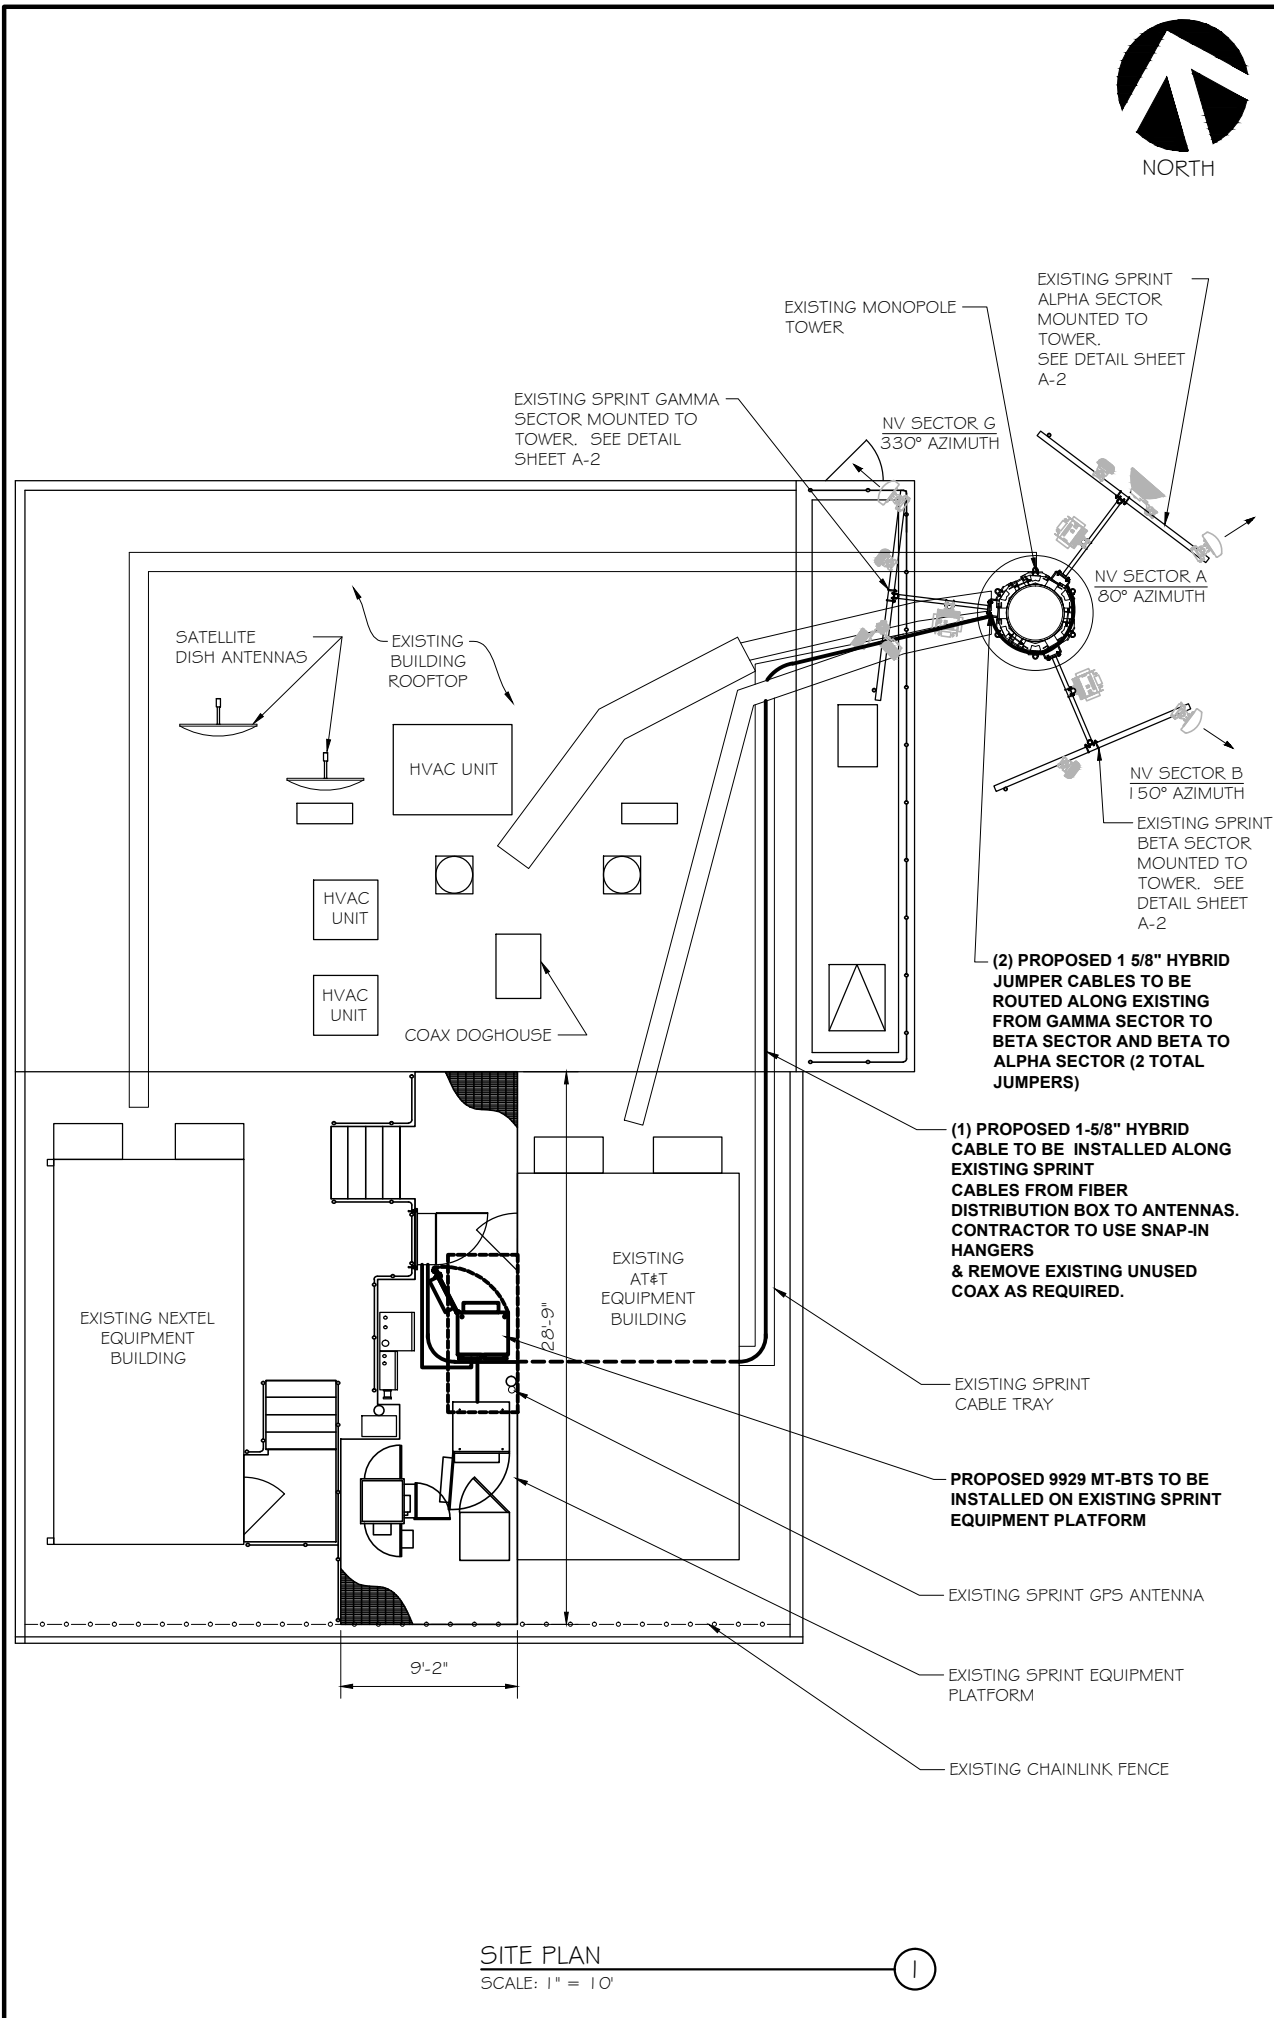 NORTH
EXISTING SPRINT
ALPHA SECTOR
MOUNTED TO
TOWER.
SEE DETAIL SHEET
A-2
EXISTING MONOPOLE
TOWER
EXISTING SPRINT GAMMA
SECTOR MOUNTED TO
TOWER. SEE DETAIL
SHEET A-2
NV SECTOR G
330° AZIMUTH
NV SECTOR A
80° AZIMUTH
SATELLITE
DISH ANTENNAS
EXISTING
BUILDING
ROOFTOP
HVAC UNIT
NV SECTOR B
150° AZIMUTH
EXISTING SPRINT
BETA SECTOR
MOUNTED TO
TOWER. SEE
DETAIL SHEET
A-2
HVAC
UNIT
HVAC
UNIT
COAX DOGHOUSE
(2) PROPOSED 1 5/8" HYBRID
JUMPER CABLES TO BE
ROUTED ALONG EXISTING
FROM GAMMA SECTOR TO
BETA SECTOR AND BETA TO
ALPHA SECTOR (2 TOTAL
JUMPERS)
(1) PROPOSED 1-5/8" HYBRID
CABLE TO BE INSTALLED ALONG
EXISTING SPRINT
CABLES FROM FIBER
DISTRIBUTION BOX TO ANTENNAS.
CONTRACTOR TO USE SNAP-IN
HANGERS
& REMOVE EXISTING UNUSED
COAX AS REQUIRED.
EXISTING NEXTEL
EQUIPMENT
BUILDING
28'-9"
EXISTING
AT&T
EQUIPMENT
BUILDING
EXISTING SPRINT
CABLE TRAY
PROPOSED 9929 MT-BTS TO BE
INSTALLED ON EXISTING SPRINT
EQUIPMENT PLATFORM
EXISTING SPRINT GPS ANTENNA
9'-2"
EXISTING SPRINT EQUIPMENT
PLATFORM
EXISTING CHAINLINK FENCE
SITE PLAN
SCALE: 1" = 10'
1